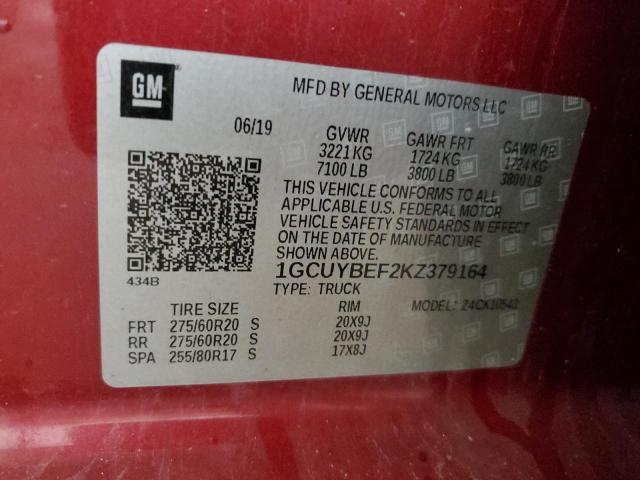 GM
MFD BY GENERAL MOTORS LLC
06/19 GVWR GAWR FRT GAWR RR
3221 KG 1724 KG 1724 KG
7100 LB 3800 LB 3800 LB
THIS VEHICLE CONFORMS TO ALL
APPLICABLE U.S. FEDERAL MOTOR
VEHICLE SAFETY STANDARDS IN EFFECT
ON THE DATE OF MANUFACTURE
SHOWN ABOVE.
434B
1GCUYBEF2KZ379164
TYPE: TRUCK MODEL: 24CK10543
TIRE SIZE RIM
FRT 275/60R20 S 20X9J
RR 275/60R20 S 20X9J
SPA 255/80R17 S 17X8J